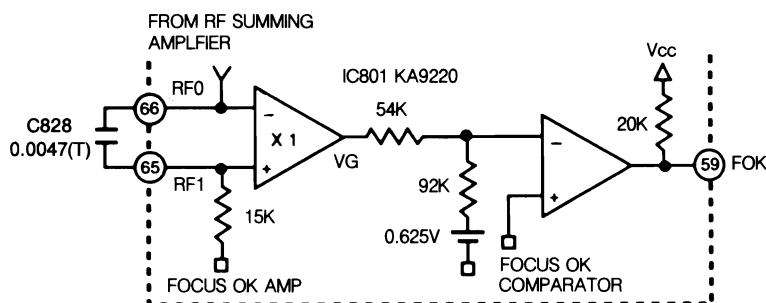 FROM RF SUMMING
AMPLFIER
IC801 KA9220
Vcc
66
RF0
54K
20K
C828
0.0047(T)
−
X 1
+
VG
−
+
59
FOK
65
RF1
15K
92K
0.625V
FOCUS OK AMP
FOCUS OK
COMPARATOR